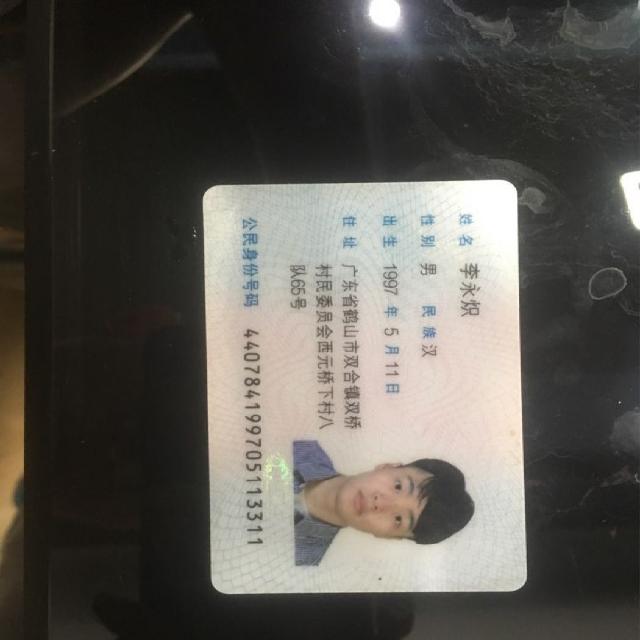 姓名 李永炽
性别 男 民族 汉
出生 1997 年 5 月 11 日
住址 广东省鹤山市双合镇双桥
村民委员会西元桥下村八
队65号
公民身份号码 440784199705113311